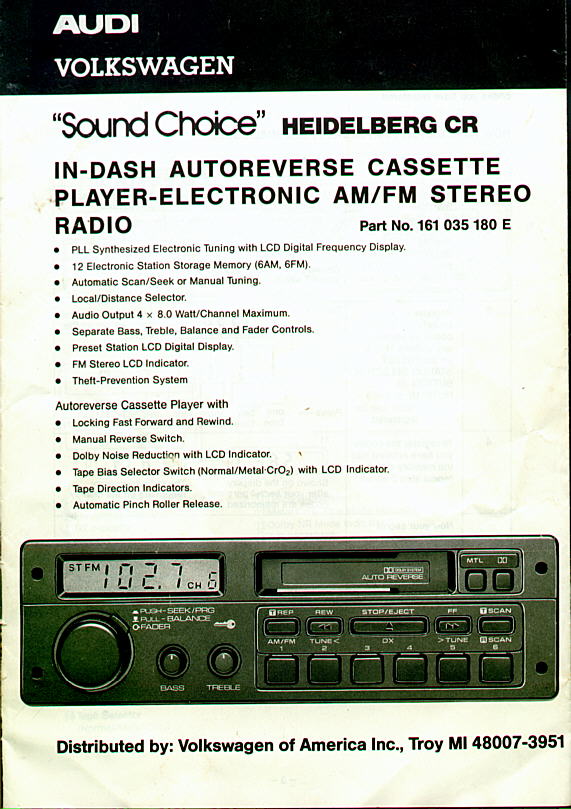 AUDI
VOLKSWAGEN
"Sound Choice" HEIDELBERG CR
IN-DASH AUTOREVERSE CASSETTE
PLAYER-ELECTRONIC AM/FM STEREO
RADIO Part No. 161 035 180 E
• PLL Synthesized Electronic Tuning with LCD Digital Frequency Display.
• 12 Electronic Station Storage Memory (6AM, 6FM).
• Automatic Scan/Seek or Manual Tuning.
• Local/Distance Selector.
• Audio Output 4 × 8.0 Watt/Channel Maximum.
• Separate Bass, Treble, Balance and Fader Controls.
• Preset Station LCD Digital Display.
• FM Stereo LCD Indicator.
• Theft-Prevention System
Autoreverse Cassette Player with
• Locking Fast Forward and Rewind.
• Manual Reverse Switch.
• Dolby Noise Reduction with LCD Indicator.
• Tape Bias Selector Switch (Normal/Metal·CrO₂) with LCD Indicator.
• Tape Direction Indicators.
• Automatic Pinch Roller Release.
ST FM 102.7 CH 6
DOLBY SYSTEM
AUTO REVERSE
MTL
PUSH-SEEK/PRG
PULL-BALANCE
FADER
BASS TREBLE
T REP REW STOP/EJECT FF T SCAN
AM/FM TUNE< DX >TUNE R SCAN
1 2 3 4 5 6
Distributed by: Volkswagen of America Inc., Troy MI 48007-3951